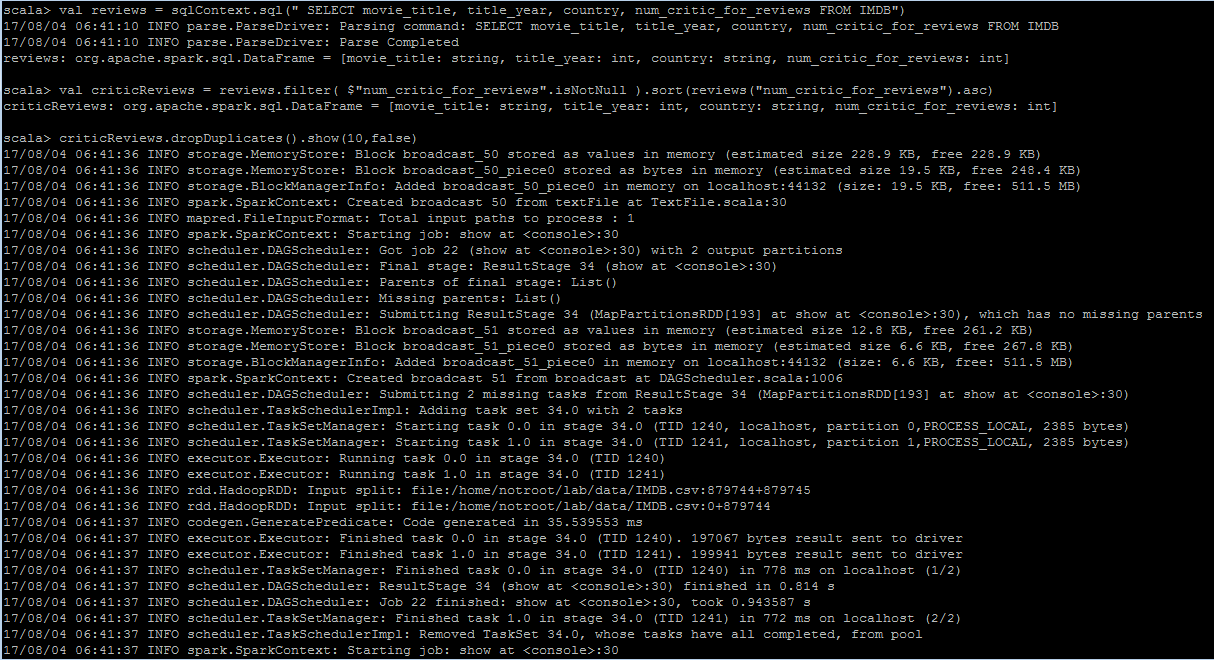 scala> val reviews = sqlContext.sql(" SELECT movie_title, title_year, country, num_critic_for_reviews FROM IMDB")
17/08/04 06:41:10 INFO parse.ParseDriver: Parsing command: SELECT movie_title, title_year, country, num_critic_for_reviews FROM IMDB
17/08/04 06:41:10 INFO parse.ParseDriver: Parse Completed
reviews: org.apache.spark.sql.DataFrame = [movie_title: string, title_year: int, country: string, num_critic_for_reviews: int]

scala> val criticReviews = reviews.filter( $"num_critic_for_reviews".isNotNull ).sort(reviews("num_critic_for_reviews").asc)
criticReviews: org.apache.spark.sql.DataFrame = [movie_title: string, title_year: int, country: string, num_critic_for_reviews: int]

scala> criticReviews.dropDuplicates().show(10,false)
17/08/04 06:41:36 INFO storage.MemoryStore: Block broadcast_50 stored as values in memory (estimated size 228.9 KB, free 228.9 KB)
17/08/04 06:41:36 INFO storage.MemoryStore: Block broadcast_50_piece0 stored as bytes in memory (estimated size 19.5 KB, free 248.4 KB)
17/08/04 06:41:36 INFO storage.BlockManagerInfo: Added broadcast_50_piece0 in memory on localhost:44132 (size: 19.5 KB, free: 511.5 MB)
17/08/04 06:41:36 INFO spark.SparkContext: Created broadcast 50 from textFile at TextFile.scala:30
17/08/04 06:41:36 INFO mapred.FileInputFormat: Total input paths to process : 1
17/08/04 06:41:36 INFO spark.SparkContext: Starting job: show at <console>:30
17/08/04 06:41:36 INFO scheduler.DAGScheduler: Got job 22 (show at <console>:30) with 2 output partitions
17/08/04 06:41:36 INFO scheduler.DAGScheduler: Final stage: ResultStage 34 (show at <console>:30)
17/08/04 06:41:36 INFO scheduler.DAGScheduler: Parents of final stage: List()
17/08/04 06:41:36 INFO scheduler.DAGScheduler: Missing parents: List()
17/08/04 06:41:36 INFO scheduler.DAGScheduler: Submitting ResultStage 34 (MapPartitionsRDD[193] at show at <console>:30), which has no missing parents
17/08/04 06:41:36 INFO storage.MemoryStore: Block broadcast_51 stored as values in memory (estimated size 12.8 KB, free 261.2 KB)
17/08/04 06:41:36 INFO storage.MemoryStore: Block broadcast_51_piece0 stored as bytes in memory (estimated size 6.6 KB, free 267.8 KB)
17/08/04 06:41:36 INFO storage.BlockManagerInfo: Added broadcast_51_piece0 in memory on localhost:44132 (size: 6.6 KB, free: 511.5 MB)
17/08/04 06:41:36 INFO spark.SparkContext: Created broadcast 51 from broadcast at DAGScheduler.scala:1006
17/08/04 06:41:36 INFO scheduler.DAGScheduler: Submitting 2 missing tasks from ResultStage 34 (MapPartitionsRDD[193] at show at <console>:30)
17/08/04 06:41:36 INFO scheduler.TaskSchedulerImpl: Adding task set 34.0 with 2 tasks
17/08/04 06:41:36 INFO scheduler.TaskSetManager: Starting task 0.0 in stage 34.0 (TID 1240, localhost, partition 0,PROCESS_LOCAL, 2385 bytes)
17/08/04 06:41:36 INFO scheduler.TaskSetManager: Starting task 1.0 in stage 34.0 (TID 1241, localhost, partition 1,PROCESS_LOCAL, 2385 bytes)
17/08/04 06:41:36 INFO executor.Executor: Running task 0.0 in stage 34.0 (TID 1240)
17/08/04 06:41:36 INFO executor.Executor: Running task 1.0 in stage 34.0 (TID 1241)
17/08/04 06:41:36 INFO rdd.HadoopRDD: Input split: file:/home/notroot/lab/data/IMDB.csv:879744+879745
17/08/04 06:41:36 INFO rdd.HadoopRDD: Input split: file:/home/notroot/lab/data/IMDB.csv:0+879744
17/08/04 06:41:37 INFO codegen.GeneratePredicate: Code generated in 35.539553 ms
17/08/04 06:41:37 INFO executor.Executor: Finished task 0.0 in stage 34.0 (TID 1240). 197067 bytes result sent to driver
17/08/04 06:41:37 INFO executor.Executor: Finished task 1.0 in stage 34.0 (TID 1241). 199941 bytes result sent to driver
17/08/04 06:41:37 INFO scheduler.TaskSetManager: Finished task 0.0 in stage 34.0 (TID 1240) in 778 ms on localhost (1/2)
17/08/04 06:41:37 INFO scheduler.DAGScheduler: ResultStage 34 (show at <console>:30) finished in 0.814 s
17/08/04 06:41:37 INFO scheduler.DAGScheduler: Job 22 finished: show at <console>:30, took 0.943587 s
17/08/04 06:41:37 INFO scheduler.TaskSetManager: Finished task 1.0 in stage 34.0 (TID 1241) in 772 ms on localhost (2/2)
17/08/04 06:41:37 INFO scheduler.TaskSchedulerImpl: Removed TaskSet 34.0, whose tasks have all completed, from pool
17/08/04 06:41:37 INFO spark.SparkContext: Starting job: show at <console>:30